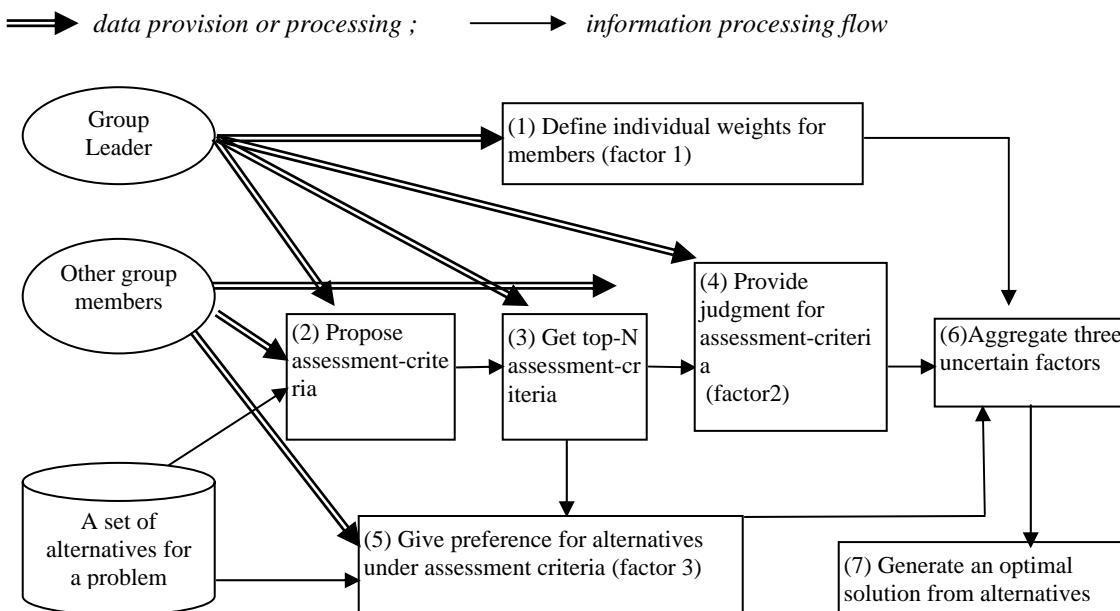 data provision or processing ;
information processing flow
Group
Leader
(1) Define individual weights for
members (factor 1)
Other group
members
(2) Propose
assessment-crite
ria
(3) Get top-N
assessment-cr
iteria
(4) Provide
judgment for
assessment-criteri
a
(factor2)
(6)Aggregate three
uncertain factors
A set of
alternatives for
a problem
(5) Give preference for alternatives
under assessment criteria (factor 3)
(7) Generate an optimal
solution from alternatives